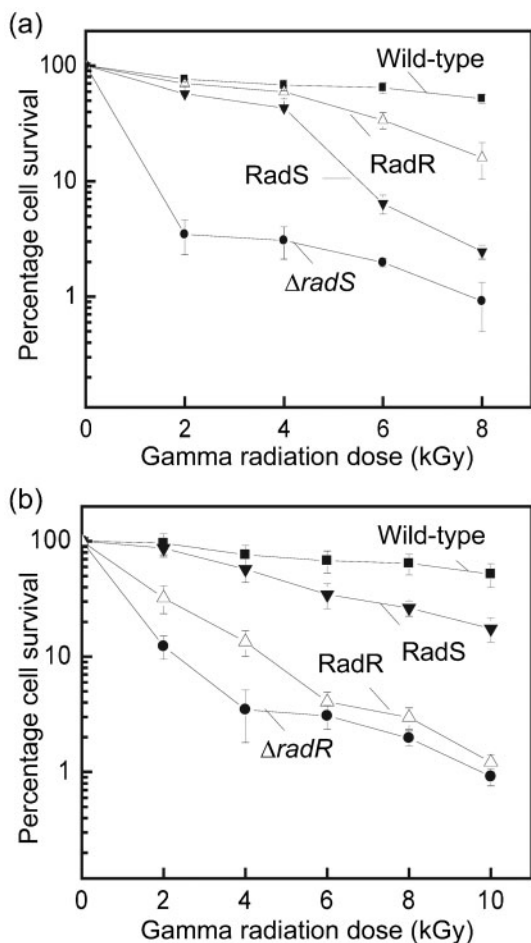 (a)
100
10
1
Percentage cell survival
Wild-type
RadR
RadS
ΔradS
0 2 4 6 8
Gamma radiation dose (kGy)
(b)
100
10
1
Percentage cell survival
Wild-type
RadS
RadR
ΔradR
0 2 4 6 8 10
Gamma radiation dose (kGy)